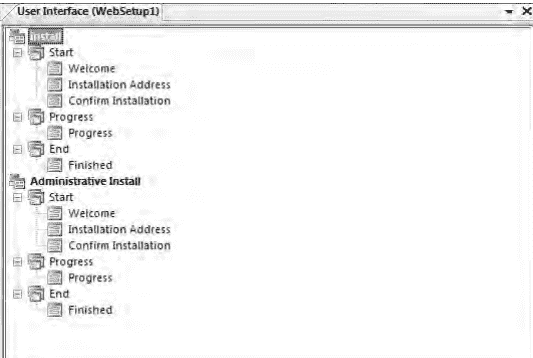 User Interface (WebSetup1)
Install
Start
Welcome
Installation Address
Confirm Installation
Progress
Progress
End
Finished
Administrative Install
Start
Welcome
Installation Address
Confirm Installation
Progress
Progress
End
Finished